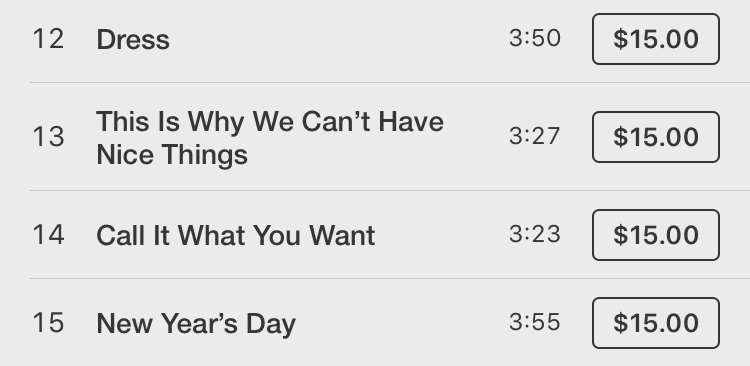 12 Dress 3:50 $15.00
This Is Why We Can’t Have
13 3:27 $15.00
Nice Things
14 Call It What You Want 3:23 $15.00
15 New Year’s Day 3:55 $15.00